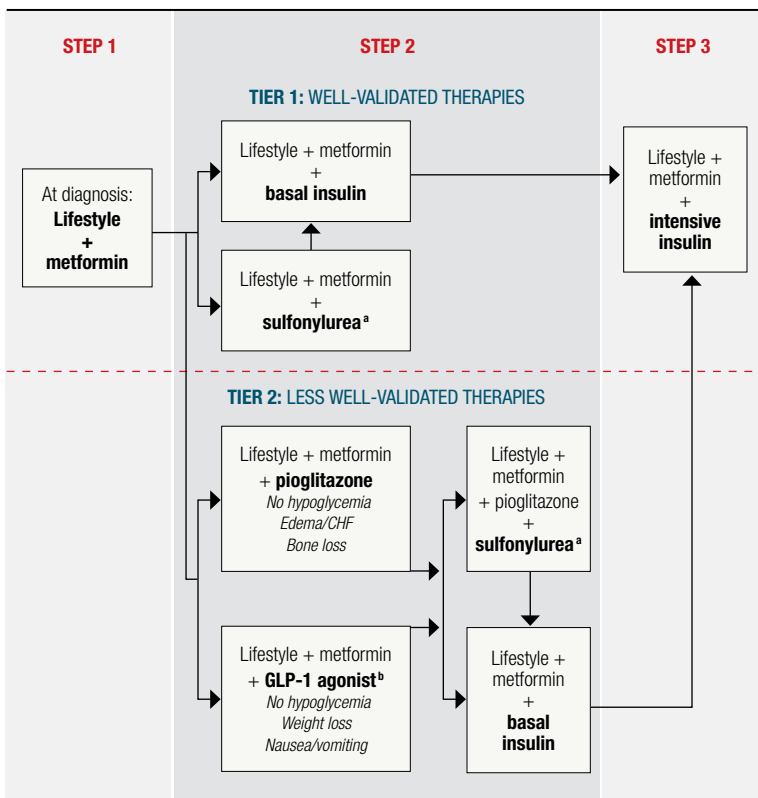 STEP 1
STEP 2
STEP 3
TIER 1: WELL-VALIDATED THERAPIES
At diagnosis:
Lifestyle
+
metformin
Lifestyle + metformin
+
basal insulin
Lifestyle + metformin
+
sulfonylurea a
Lifestyle +
metformin
+
intensive
insulin
TIER 2: LESS WELL-VALIDATED THERAPIES
Lifestyle + metformin
+ pioglitazone
No hypoglycemia
Edema/CHF
Bone loss
Lifestyle +
metformin
+ pioglitazone
+
sulfonylurea a
Lifestyle + metformin
+ GLP-1 agonist b
No hypoglycemia
Weight loss
Nausea/vomiting
Lifestyle +
metformin
+
basal
insulin